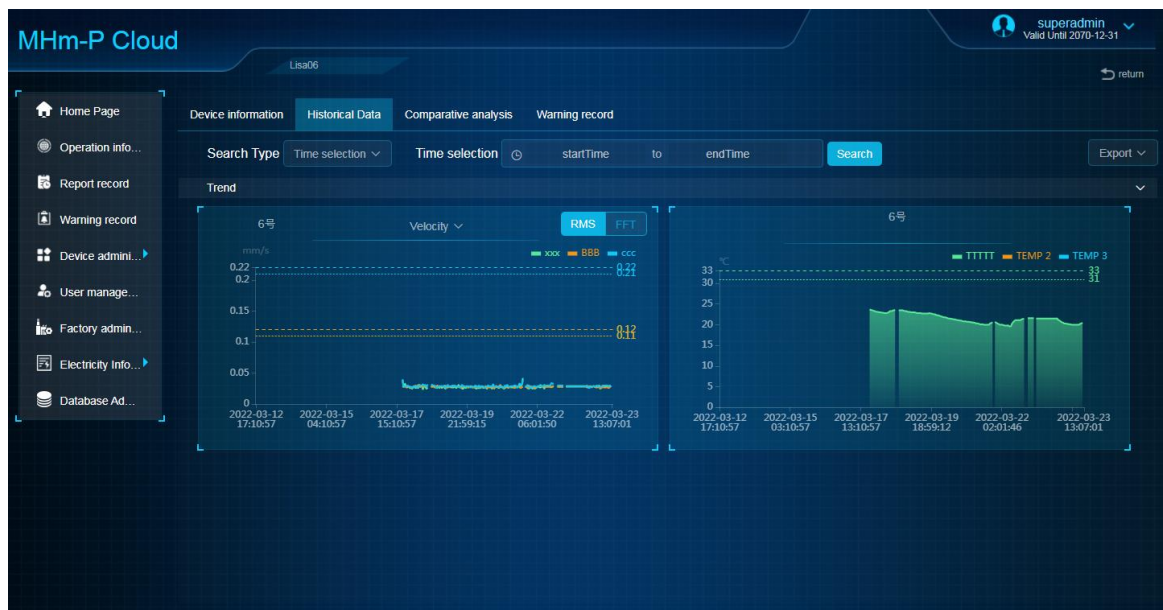 MHm-P Cloud
superadmin
Valid Until 2070-12-31
Lisa06
return
Home Page
Operation info...
Report record
Warning record
Device admini...
User manage...
Factory admin...
Electricity Info...
Database Ad...
Device information Historical Data Comparative analysis Warning record
Search Type Time selection Time selection startTime to endTime Search Export
Trend
6号 Velocity RMS FFT
mm/s
xxx BBB ccc
0.22 0.22
0.2 0.21
0.15
0.12
0.1 0.11
0.05
0
2022-03-12 2022-03-15 2022-03-17 2022-03-19 2022-03-22 2022-03-23
17:10:57 04:10:57 15:10:57 21:59:15 06:01:50 13:07:01
6号
℃
TTTTT TEMP 2 TEMP 3
33 33
30 31
25
20
15
10
5
0
2022-03-12 2022-03-15 2022-03-17 2022-03-19 2022-03-22 2022-03-23
17:10:57 03:10:57 13:10:57 18:59:12 02:01:46 13:07:01